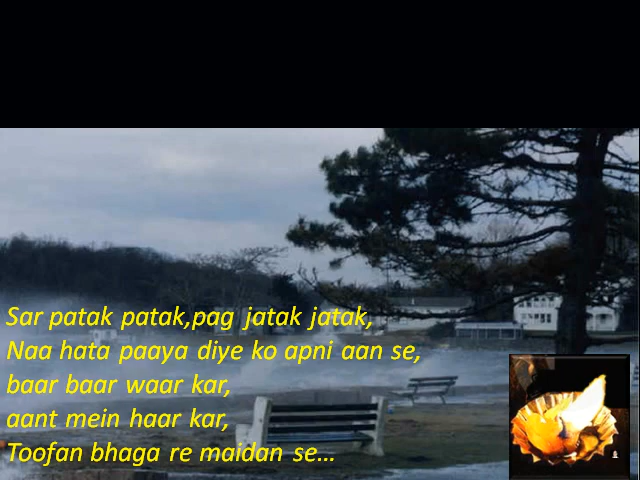 Sar patak patak,pag jatak jatak,
Naa hata paaya diye ko apni aan se,
baar baar waar kar,
aant mein haar kar,
Toofan bhaga re maidan se...